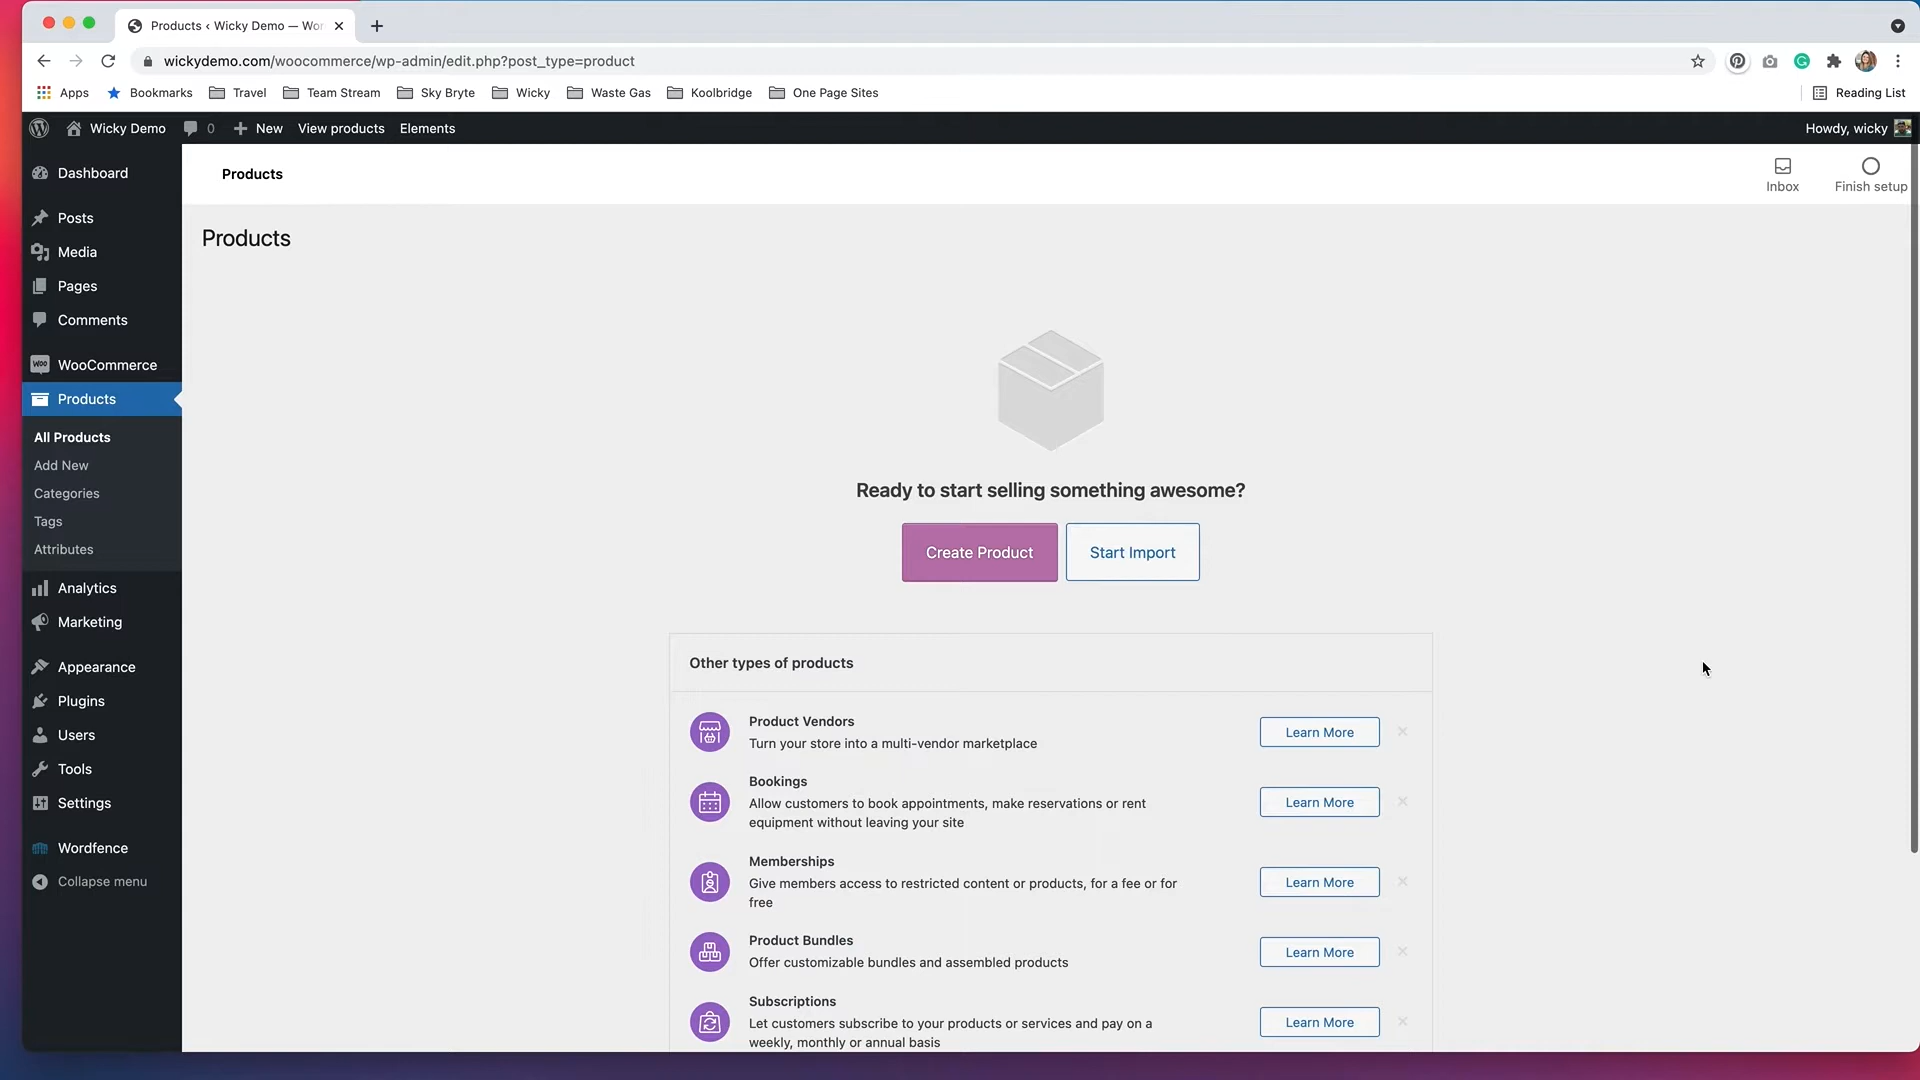 Products ‹ Wicky Demo — Wor
wickydemo.com/woocommerce/wp-admin/edit.php?post_type=product
Apps
Bookmarks
Travel
Team Stream
Sky Bryte
Wicky
Waste Gas
Koolbridge
One Page Sites
Reading List
Wicky Demo
0
New
View products
Elements
Howdy, wicky
Dashboard
Posts
Media
Pages
Comments
WooCommerce
Products
All Products
Add New
Categories
Tags
Attributes
Analytics
Marketing
Appearance
Plugins
Users
Tools
Settings
Wordfence
Collapse menu
Products
Inbox
Finish setup
Products
Ready to start selling something awesome?
Create Product
Start Import
Other types of products
Product Vendors
Turn your store into a multi-vendor marketplace
Learn More
Bookings
Allow customers to book appointments, make reservations or rent
equipment without leaving your site
Learn More
Memberships
Give members access to restricted content or products, for a fee or for
free
Learn More
Product Bundles
Offer customizable bundles and assembled products
Learn More
Subscriptions
Let customers subscribe to your products or services and pay on a
weekly, monthly or annual basis
Learn More